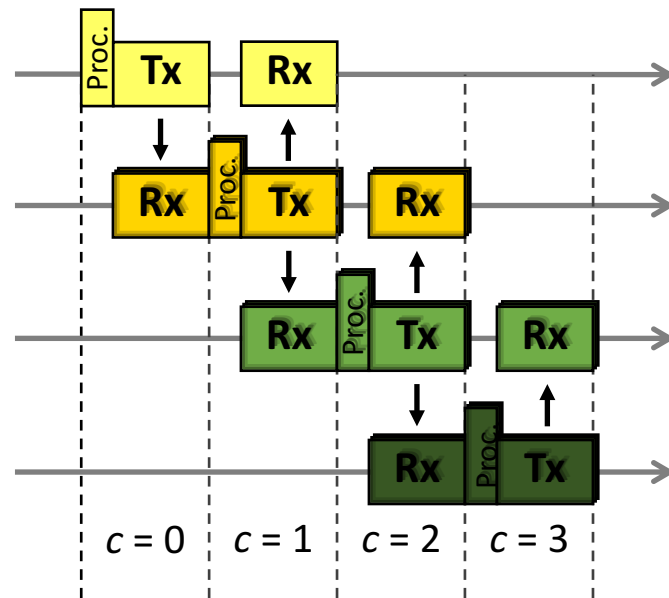 Proc. Tx Rx
Rx Proc. Tx Rx
Rx Proc. Tx Rx
Rx Proc. Tx
c = 0 c = 1 c = 2 c = 3